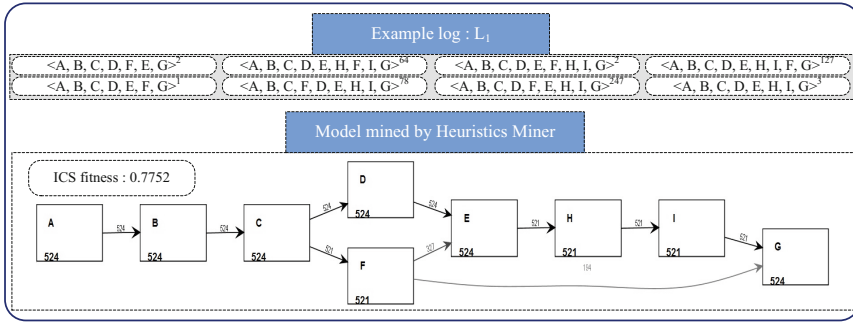 Example log : L₁
<A, B, C, D, F, E, G>² <A, B, C, D, E, H, F, I, G>⁶⁴ <A, B, C, D, E, F, H, I, G>² <A, B, C, D, E, H, I, F, G>¹²⁷
<A, B, C, D, E, F, G>¹ <A, B, C, F, D, E, H, I, G>⁷⁸ <A, B, C, D, F, E, H, I, G>²⁴⁷ <A, B, C, D, E, H, I, G>³
Model mined by Heuristics Miner
ICS fitness : 0.7752
A
524
524
B
524
524
C
524
524
521
D
524
524
F
521
327
194
E
524
521
H
521
521
I
521
521
G
524